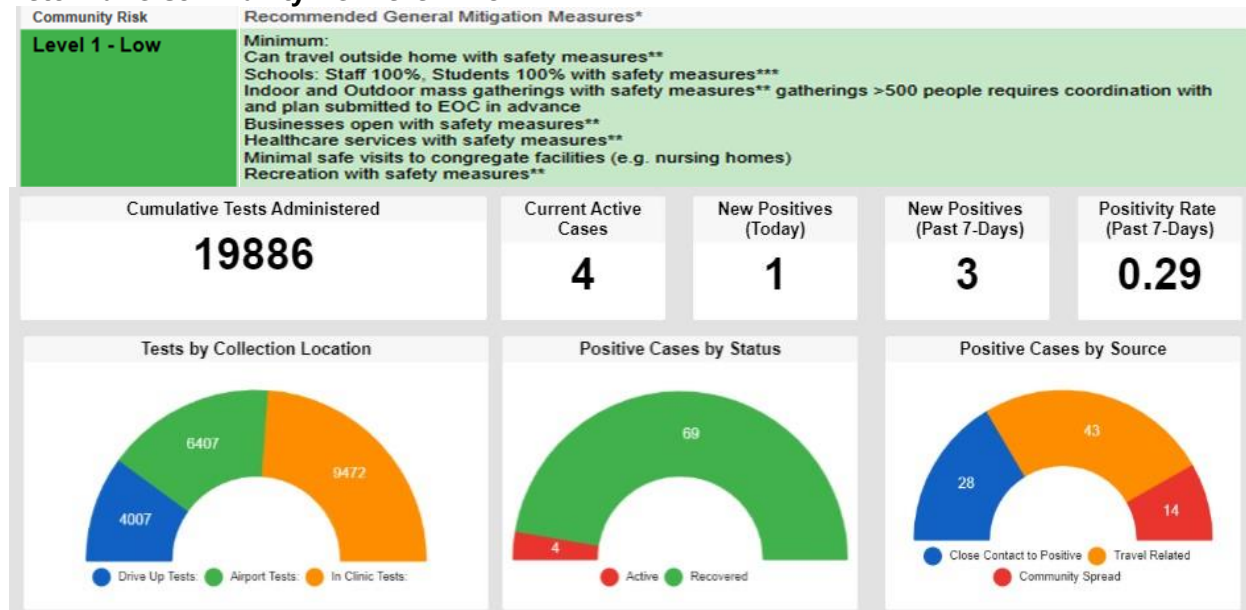 Community Risk
Recommended General Mitigation Measures*
Level 1 - Low
Minimum:
Can travel outside home with safety measures**
Schools: Staff 100%, Students 100% with safety measures***
Indoor and Outdoor mass gatherings with safety measures** gatherings >500 people requires coordination with
and plan submitted to EOC in advance
Businesses open with safety measures**
Healthcare services with safety measures**
Minimal safe visits to congregate facilities (e.g. nursing homes)
Recreation with safety measures**
Cumulative Tests Administered
19886
Current Active
Cases
4
New Positives
(Today)
1
New Positives
(Past 7-Days)
3
Positivity Rate
(Past 7-Days)
0.29
Tests by Collection Location
4007
6407
9472
Drive Up Tests: Airport Tests: In Clinic Tests:
Positive Cases by Status
69
4
Active Recovered
Positive Cases by Source
28
43
14
Close Contact to Positive Travel Related
Community Spread